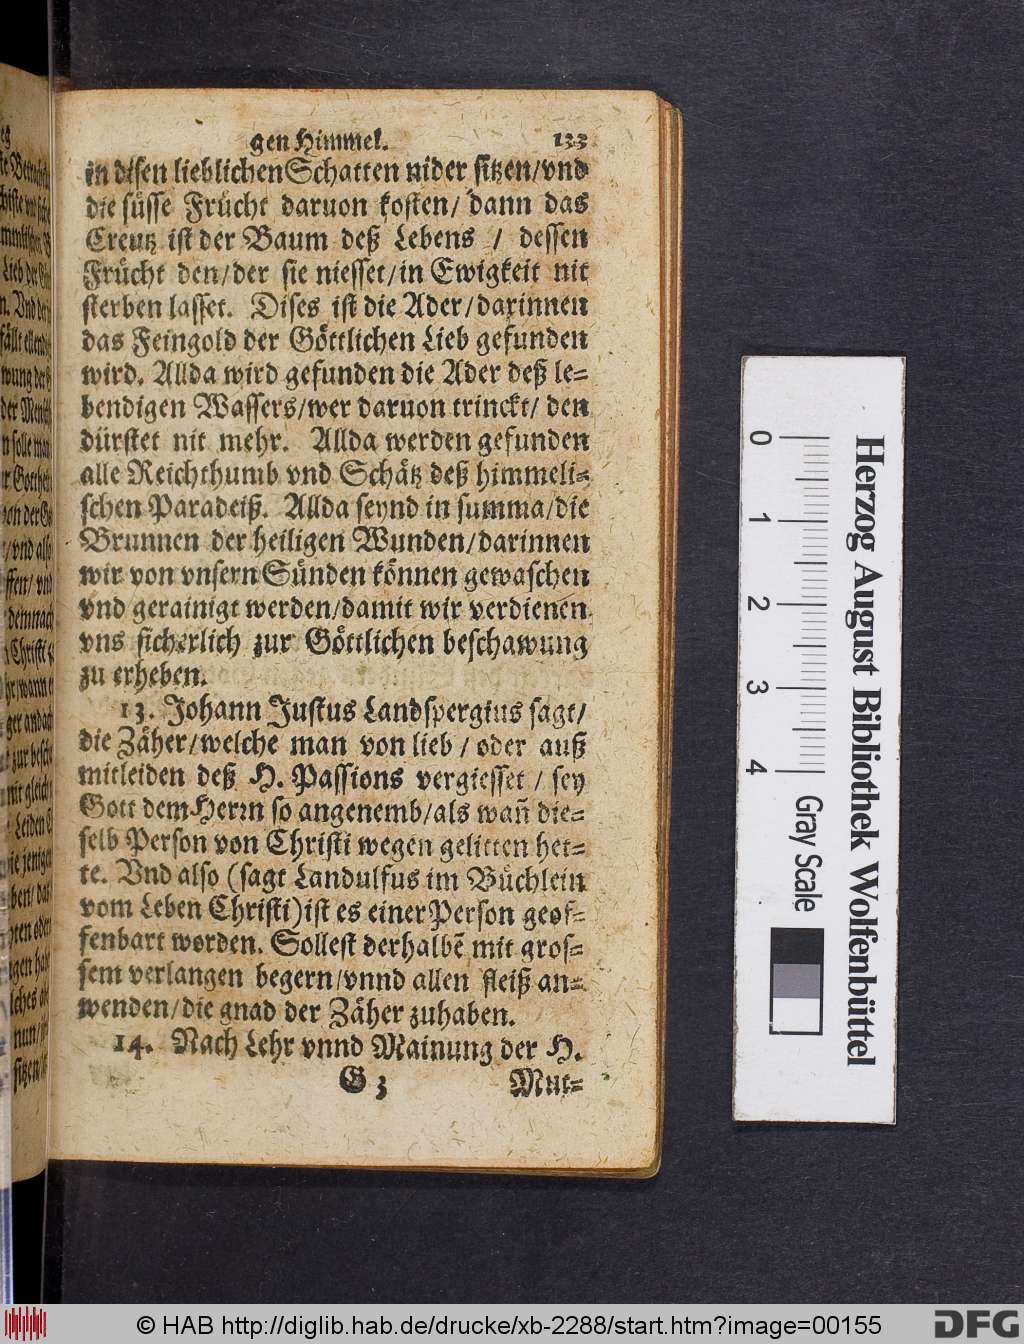 gen Himmel. 133
in disen lieblichen Schatten nider sitzen/vnd
die süsse Frücht daruon kosten/ dann das
Creutz ist der Baum deß Lebens / dessen
Frücht den/der sie niesset/in Ewigkeit nit
sterben lasset. Dises ist die Ader/darinnen
das Feingold der Göttlichen Lieb gefunden
wird. Allda wird gefunden die Ader deß le=
bendigen Wassers/wer daruon trinckt/ den
dürstet nit mehr. Allda werden gefunden
alle Reichthumb vnd Schätz deß himmeli=
schen Paradeiß. Allda seynd in summa/die
Brunnen der heiligen Wunden/darinnen
wir von vnsern Sünden können gewaschen
vnd gerainigt werden/damit wir verdienen
vns sicherlich zur Göttlichen beschawung
zu erheben.
13. Johann Justus Landspergius sagt/
die Zäher/welche man von lieb / oder auß
mitleiden deß H. Passions vergiesset / sey
Gott dem Herrn so angenemb/als wañ die=
selb Person von Christi wegen gelitten het=
te. Vnd also (sagt Landulfus im Büchlein
vom Leben Christi) ist es einer Person geof=
fenbart worden. Sollest derhalbē mit gros=
sem verlangen begern/vnnd allen fleiß an=
wenden/die gnad der Zäher zuhaben.
14. Nach Lehr vnnd Mainung der H.
G 3 Mut=
0 1 2 3 4 Gray Scale
Herzog August Bibliothek Wolfenbüttel
© HAB http://diglib.hab.de/drucke/xb-2288/start.htm?image=00155
DFG